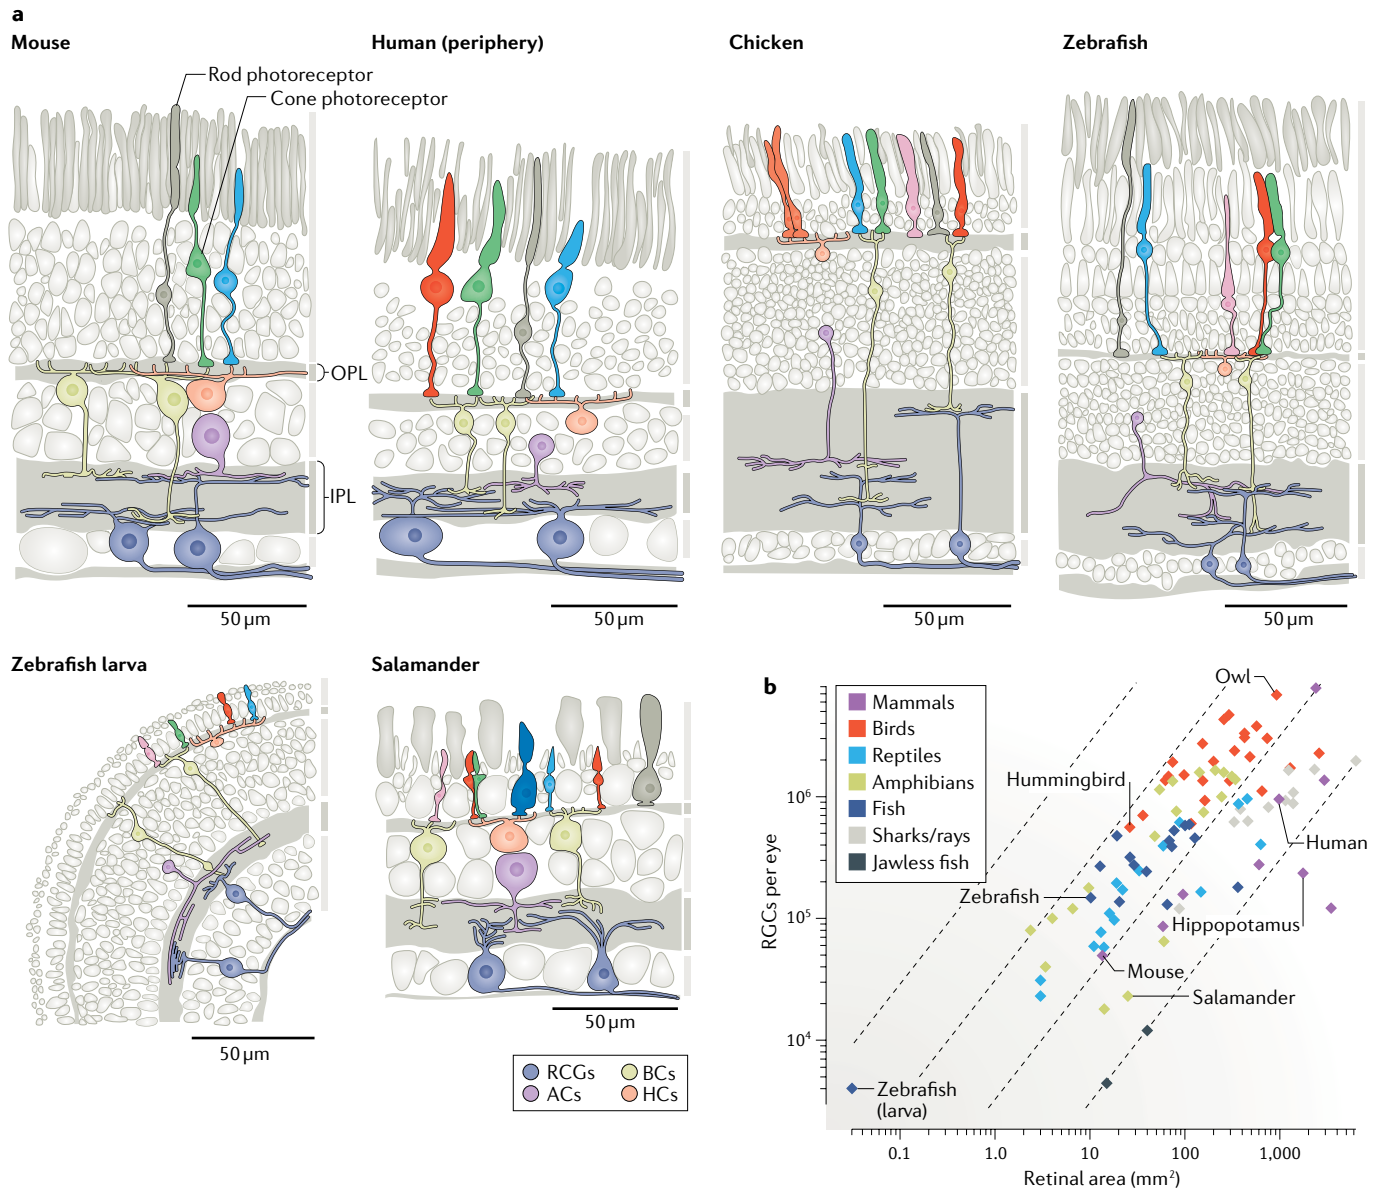 a
Mouse
Human (periphery)
Chicken
Zebrafish
Rod photoreceptor
Cone photoreceptor
OPL
IPL
50 µm
50 µm
50 µm
50 µm
Zebrafish larva
Salamander
50 µm
50 µm
RCGs
BCs
ACs
HCs
b
Mammals
Birds
Reptiles
Amphibians
Fish
Sharks/rays
Jawless fish
Owl
Hummingbird
Human
Zebrafish
Hippopotamus
Mouse
Salamander
Zebrafish
(larva)
RGCs per eye
10⁶
10⁵
10⁴
0.1
1.0
10
100
1,000
Retinal area (mm²)